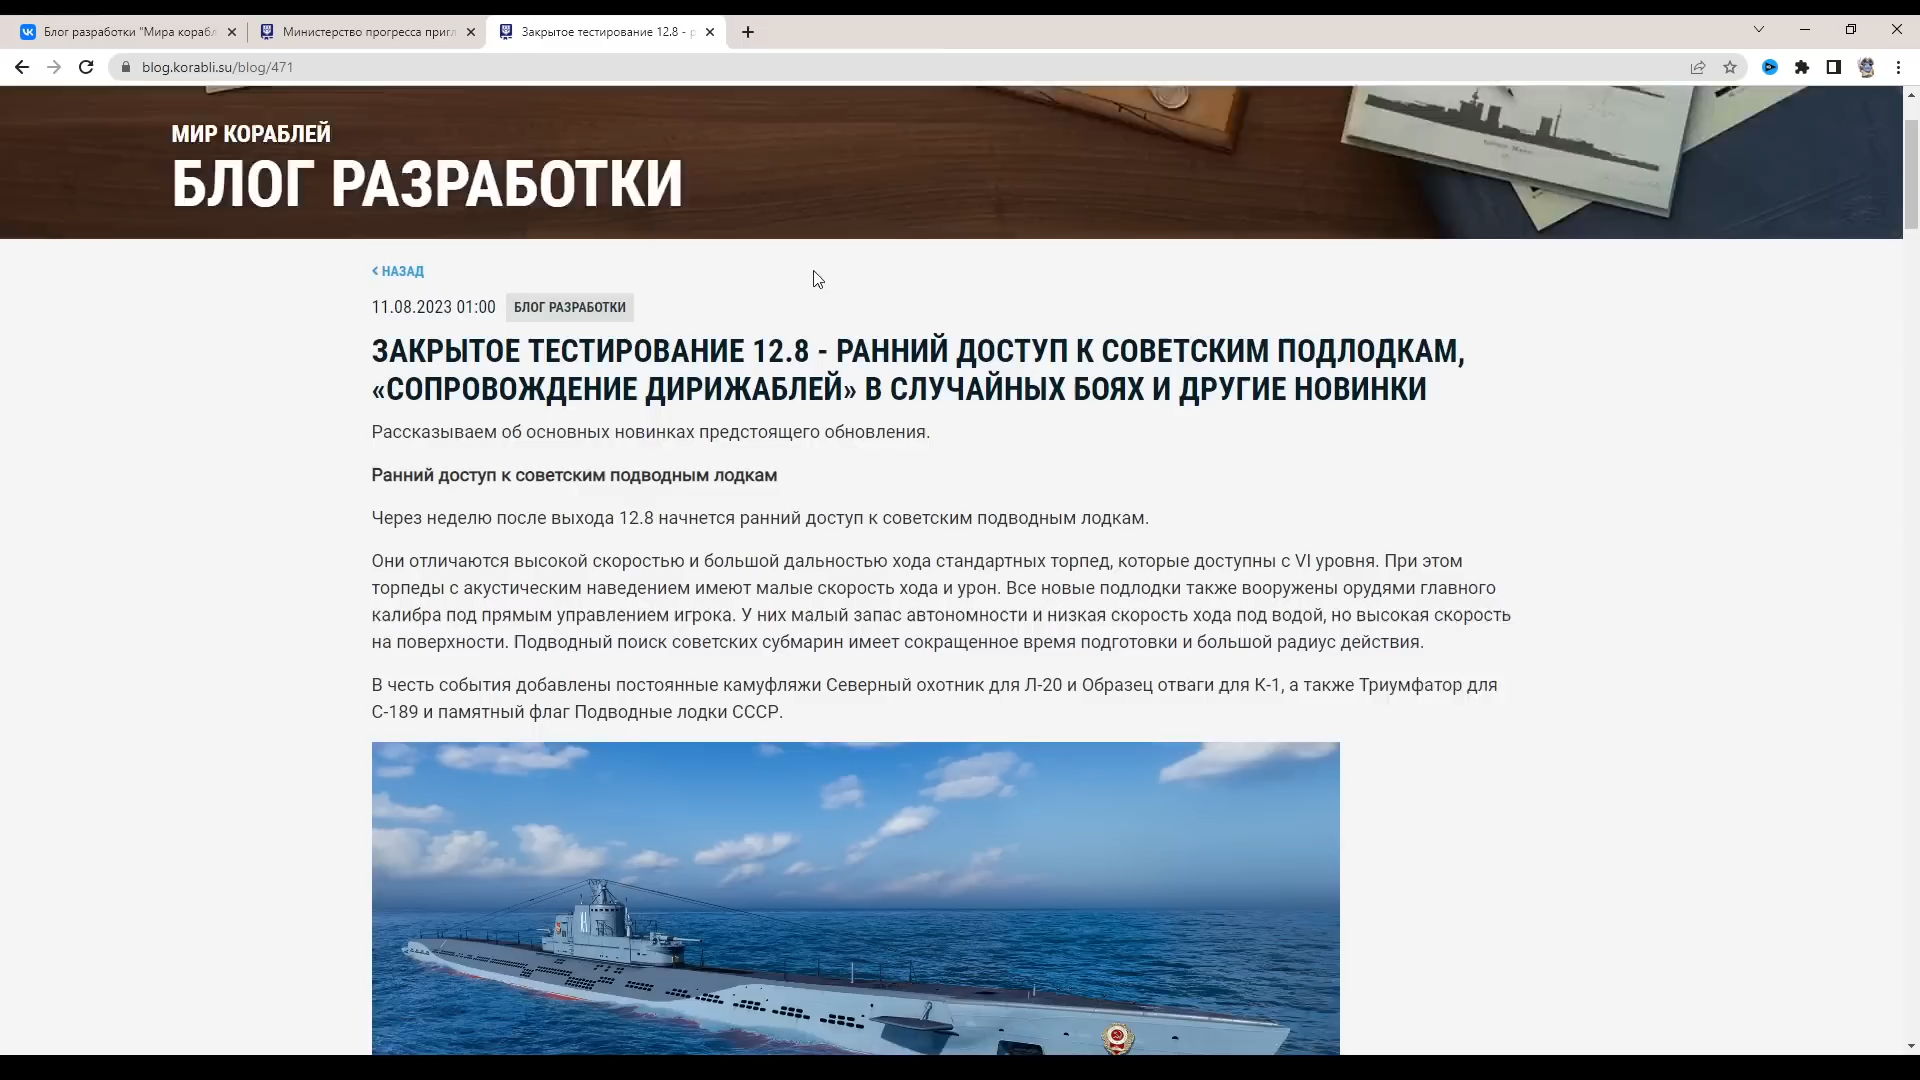 Блог разработки "Мира корабл
Министерство прогресса пригл
Закрытое тестирование 12.8 - р
blog.korabli.su/blog/471
МИР КОРАБЛЕЙ
БЛОГ РАЗРАБОТКИ
< НАЗАД
11.08.2023 01:00 БЛОГ РАЗРАБОТКИ
ЗАКРЫТОЕ ТЕСТИРОВАНИЕ 12.8 - РАННИЙ ДОСТУП К СОВЕТСКИМ ПОДЛОДКАМ,
«СОПРОВОЖДЕНИЕ ДИРИЖАБЛЕЙ» В СЛУЧАЙНЫХ БОЯХ И ДРУГИЕ НОВИНКИ
Рассказываем об основных новинках предстоящего обновления.
Ранний доступ к советским подводным лодкам
Через неделю после выхода 12.8 начнется ранний доступ к советским подводным лодкам.
Они отличаются высокой скоростью и большой дальностью хода стандартных торпед, которые доступны с VI уровня. При этом
торпеды с акустическим наведением имеют малые скорость хода и урон. Все новые подлодки также вооружены орудями главного
калибра под прямым управлением игрока. У них малый запас автономности и низкая скорость хода под водой, но высокая скорость
на поверхности. Подводный поиск советских субмарин имеет сокращенное время подготовки и большой радиус действия.
В честь события добавлены постоянные камуфляжи Северный охотник для Л-20 и Образец отваги для К-1, а также Триумфатор для
С-189 и памятный флаг Подводные лодки СССР.